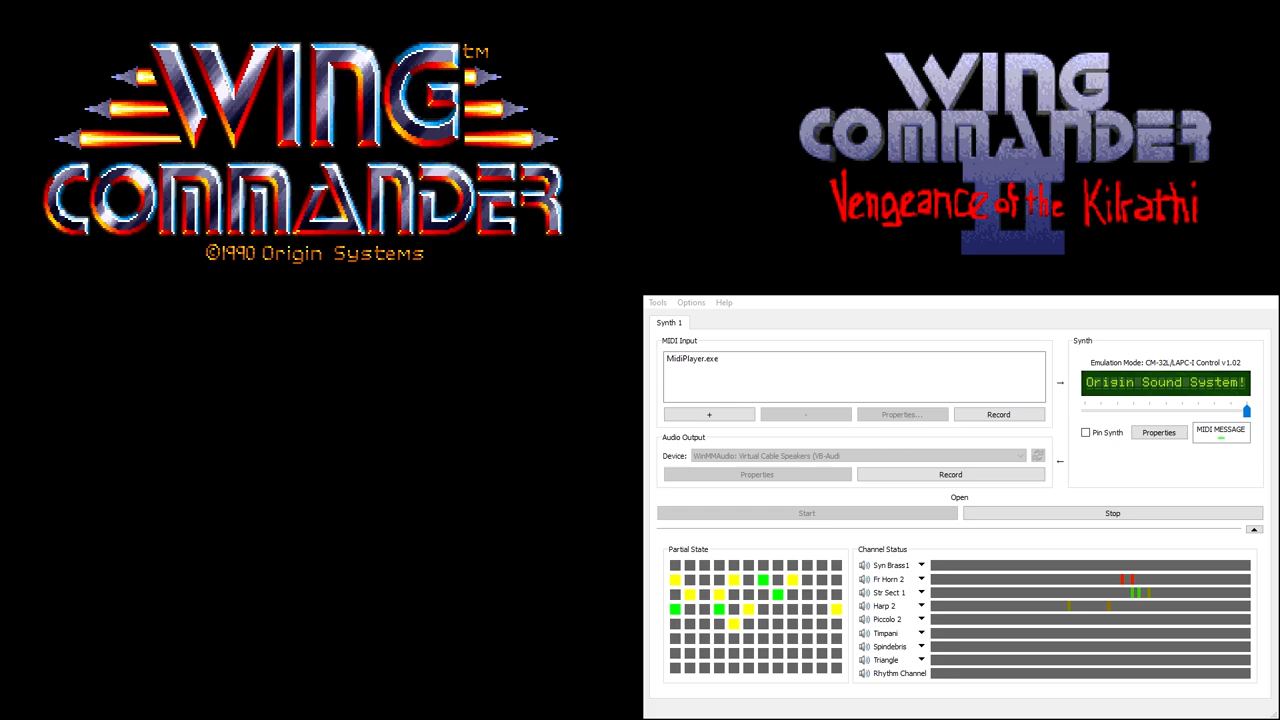 WING
TM
COMMANDER
©1990 Origin Systems
WING
COMMANDER
II
Vengeance of the Kilrathi
Tools Options Help
Synth 1
MIDI Input
MidiPlayer.exe
+ - Properties... Record
Audio Output
Device: WinMMAudio: Virtual Cable Speakers (VB-Audi
Properties Record
Synth
Emulation Mode: CM-32L/LAPC-I Control v1.02
Origin Sound System!
Pin Synth Properties MIDI MESSAGE
Open
Start Stop
Partial State
Channel Status
Syn Brass1
Fr Horn 2
Str Sect 1
Harp 2
Piccolo 2
Timpani
Spindebris
Triangle
Rhythm Channel